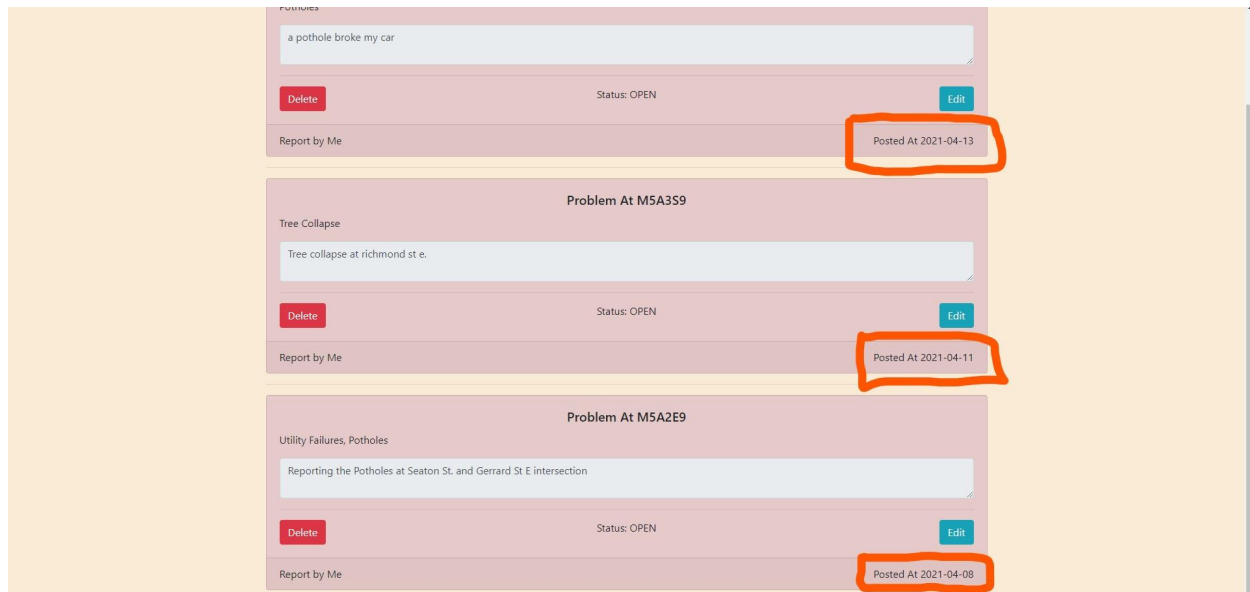 Potholes
a pothole broke my car
Delete Status: OPEN Edit
Report by Me Posted At 2021-04-13
Problem At M5A3S9
Tree Collapse
Tree collapse at richmond st e.
Delete Status: OPEN Edit
Report by Me Posted At 2021-04-11
Problem At M5A2E9
Utility Failures, Potholes
Reporting the Potholes at Seaton St. and Gerrard St E intersection
Delete Status: OPEN Edit
Report by Me Posted At 2021-04-08